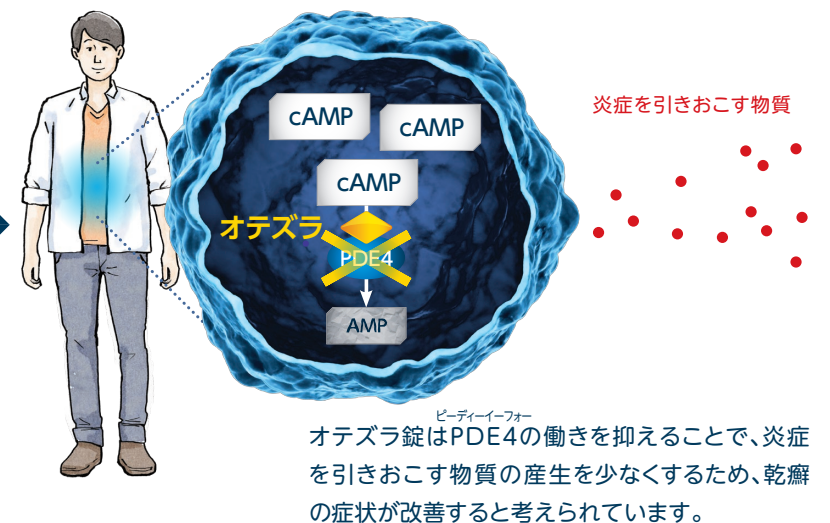 炎症を引きおこす物質
cAMP
cAMP
cAMP
オテズラ
PDE4
AMP
ピーディーイーフォー
オテズラ錠はPDE4の働きを抑えることで、炎症
を引きおこす物質の産生を少なくするため、乾癬
の症状が改善すると考えられています。